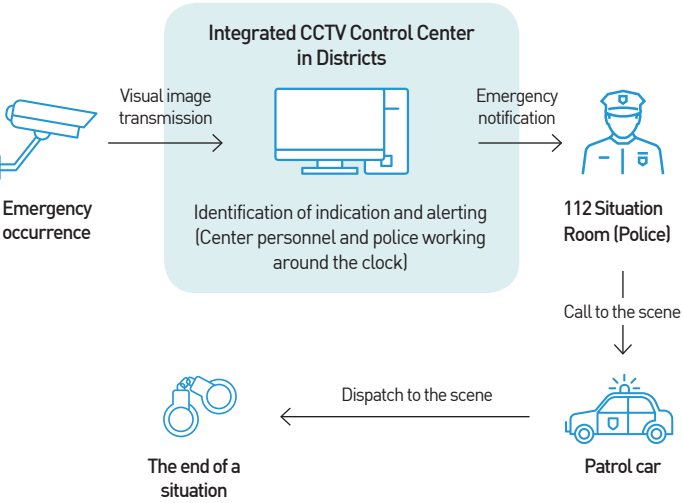 Integrated CCTV Control Center
in Districts
Visual image
transmission
Emergency
notification
Emergency
occurrence
Identification of indication and alerting
(Center personnel and police working
around the clock)
112 Situation
Room (Police)
Call to the scene
Dispatch to the scene
Patrol car
The end of a
situation